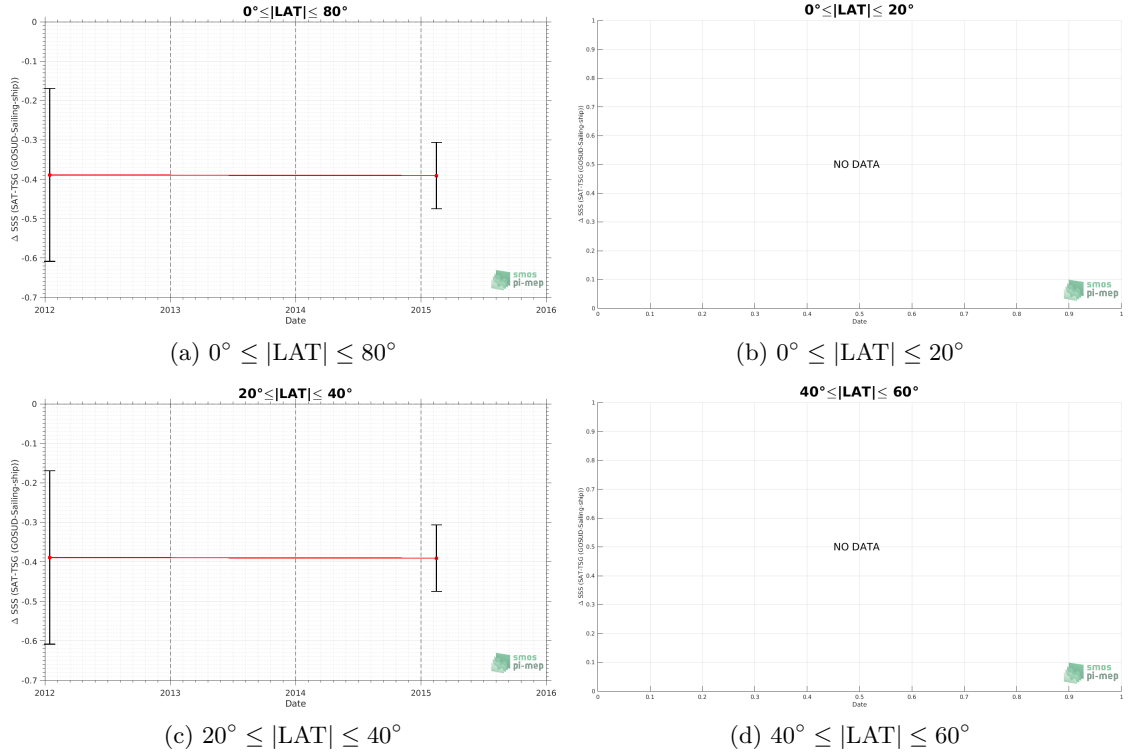 0°≤|LAT|≤ 80°
0
-0.1
-0.2
-0.3
-0.4
-0.5
-0.6
-0.7
Δ SSS (SAT-TSG (GOSUD-Sailing-ship))
2012 2013 2014 2015 2016
Date
smos
pi-mep
(a) 0° ≤ |LAT| ≤ 80°
0°≤|LAT|≤ 20°
1
0.9
0.8
0.7
0.6
0.5
0.4
0.3
0.2
0.1
0
Δ SSS (SAT-TSG (GOSUD-Sailing-ship))
NO DATA
0 0.1 0.2 0.3 0.4 0.5 0.6 0.7 0.8 0.9 1
Date
smos
pi-mep
(b) 0° ≤ |LAT| ≤ 20°
20°≤|LAT|≤ 40°
0
-0.1
-0.2
-0.3
-0.4
-0.5
-0.6
-0.7
Δ SSS (SAT-TSG (GOSUD-Sailing-ship))
2012 2013 2014 2015 2016
Date
smos
pi-mep
(c) 20° ≤ |LAT| ≤ 40°
40°≤|LAT|≤ 60°
1
0.9
0.8
0.7
0.6
0.5
0.4
0.3
0.2
0.1
0
Δ SSS (SAT-TSG (GOSUD-Sailing-ship))
NO DATA
0 0.1 0.2 0.3 0.4 0.5 0.6 0.7 0.8 0.9 1
Date
smos
pi-mep
(d) 40° ≤ |LAT| ≤ 60°